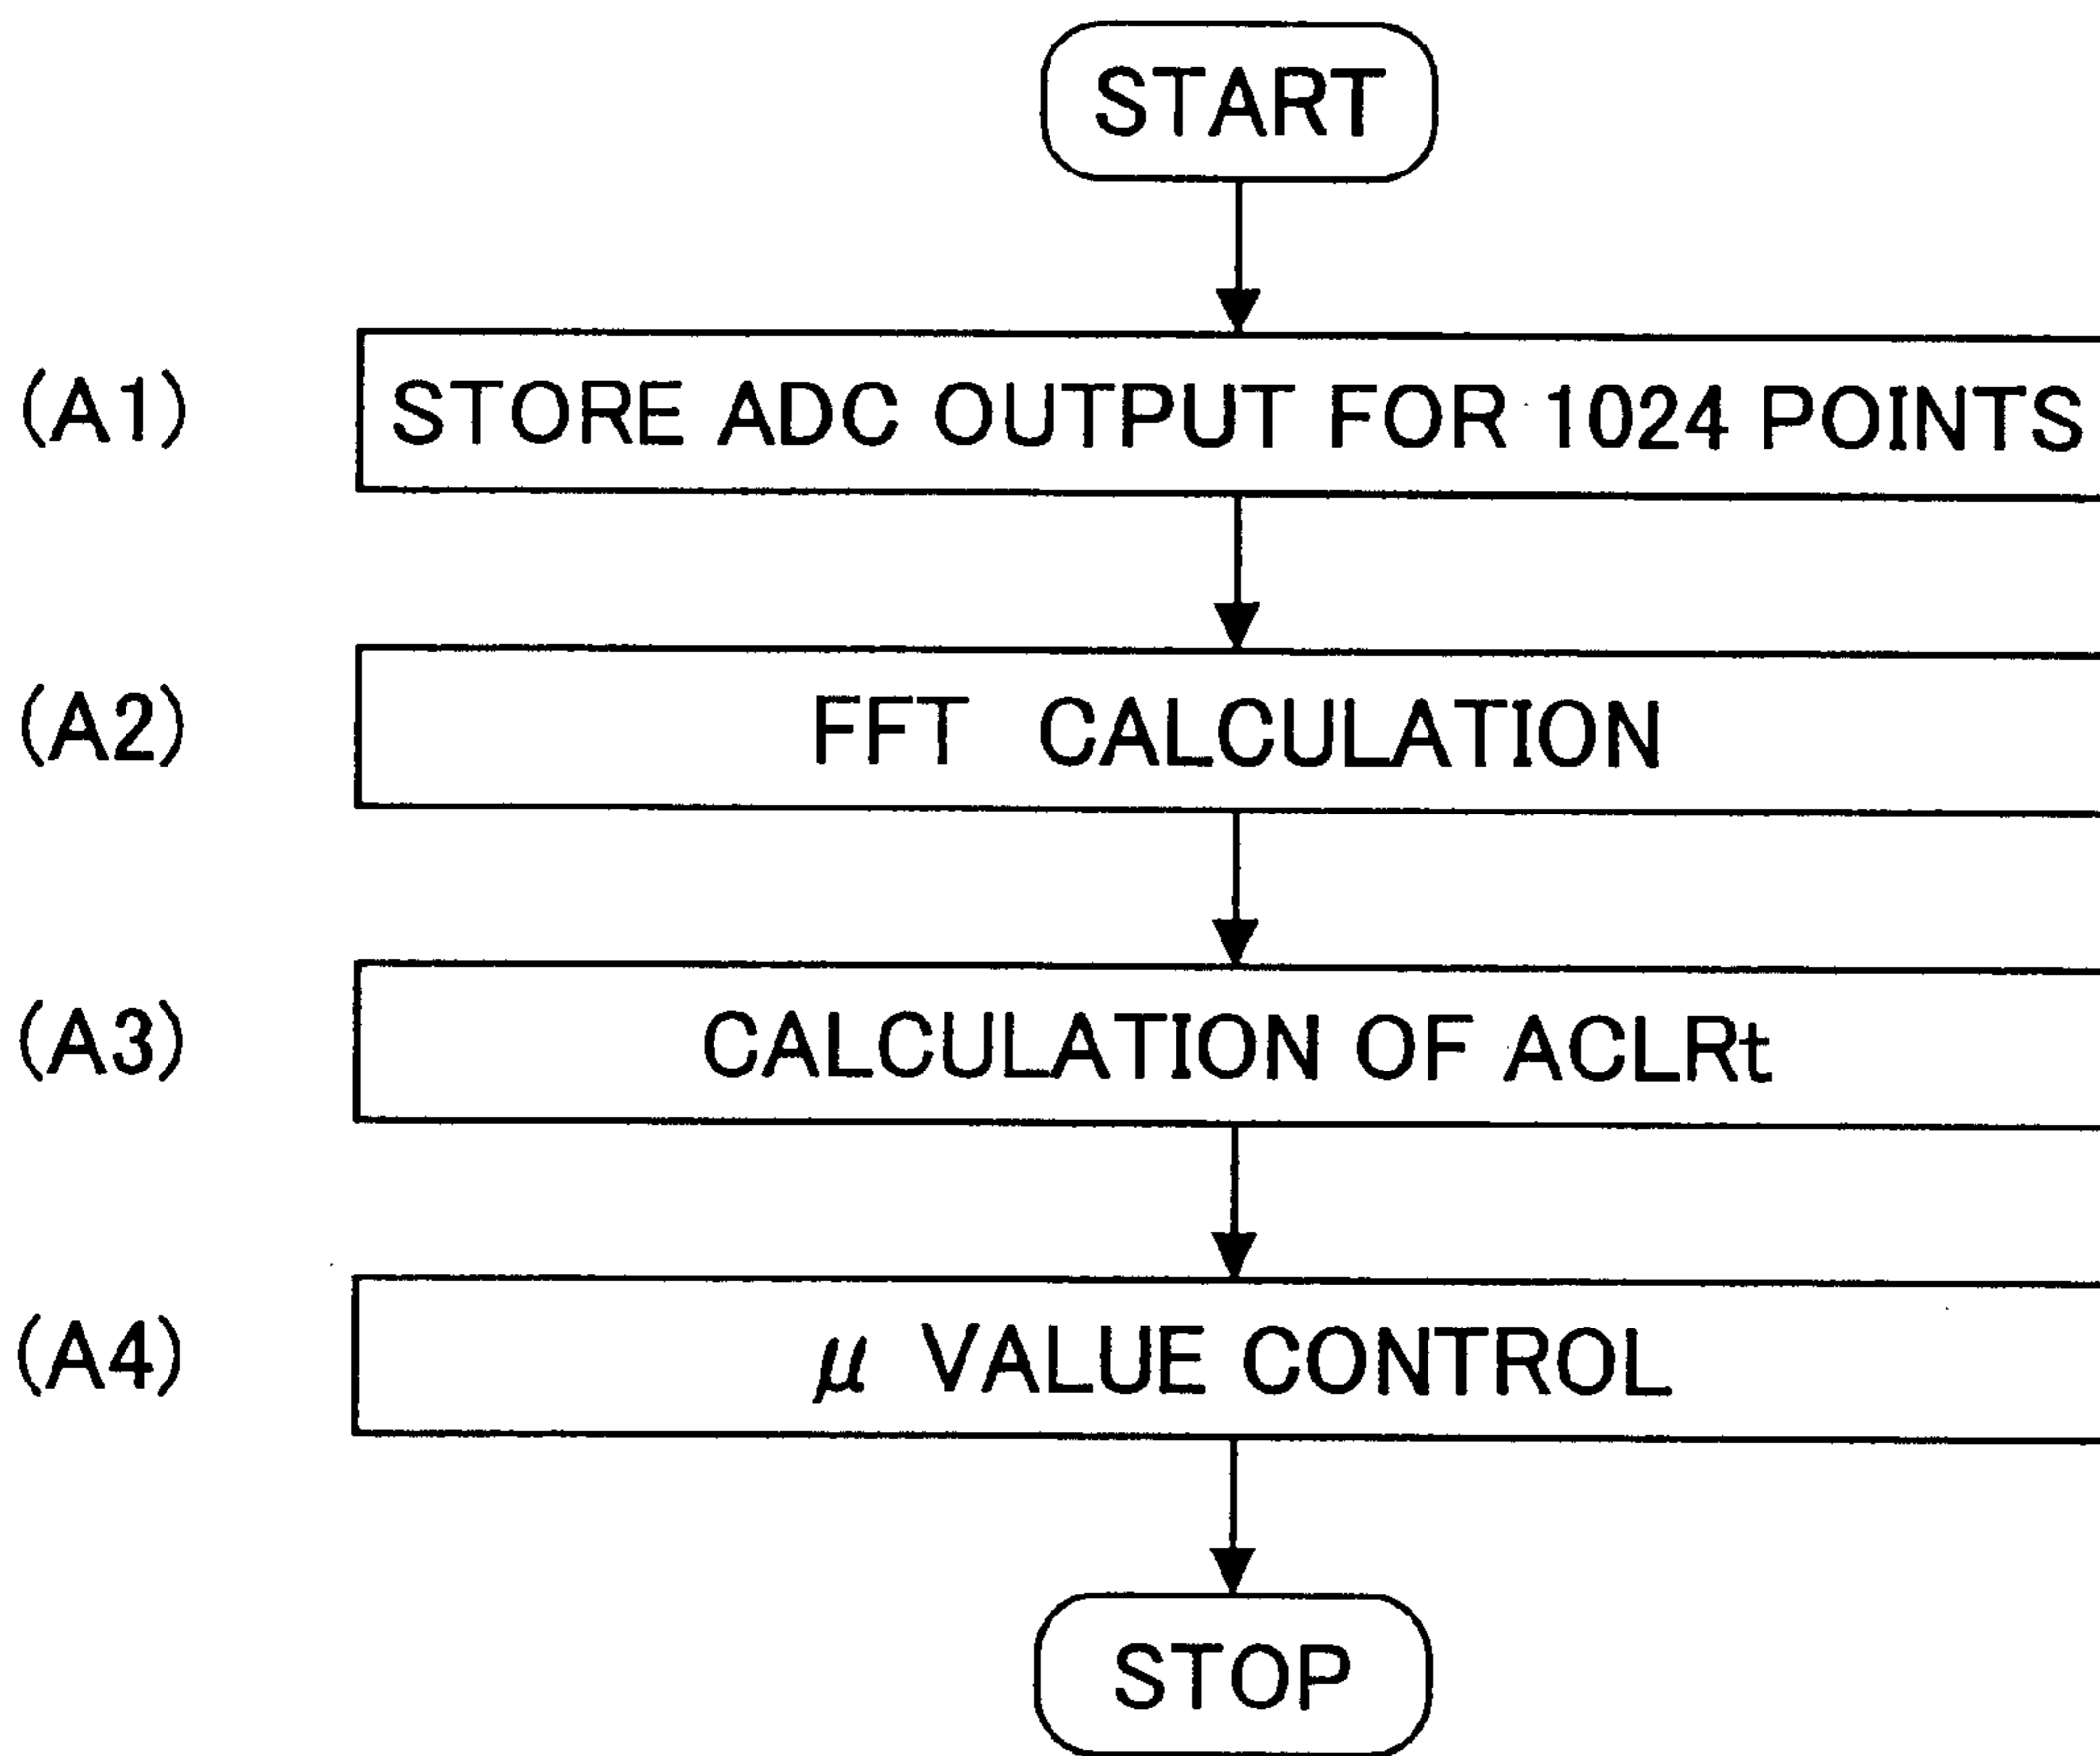 START
(A1) STORE ADC OUTPUT FOR 1024 POINTS
(A2) FFT CALCULATION
(A3) CALCULATION OF ACLRt
(A4) μ VALUE CONTROL
STOP